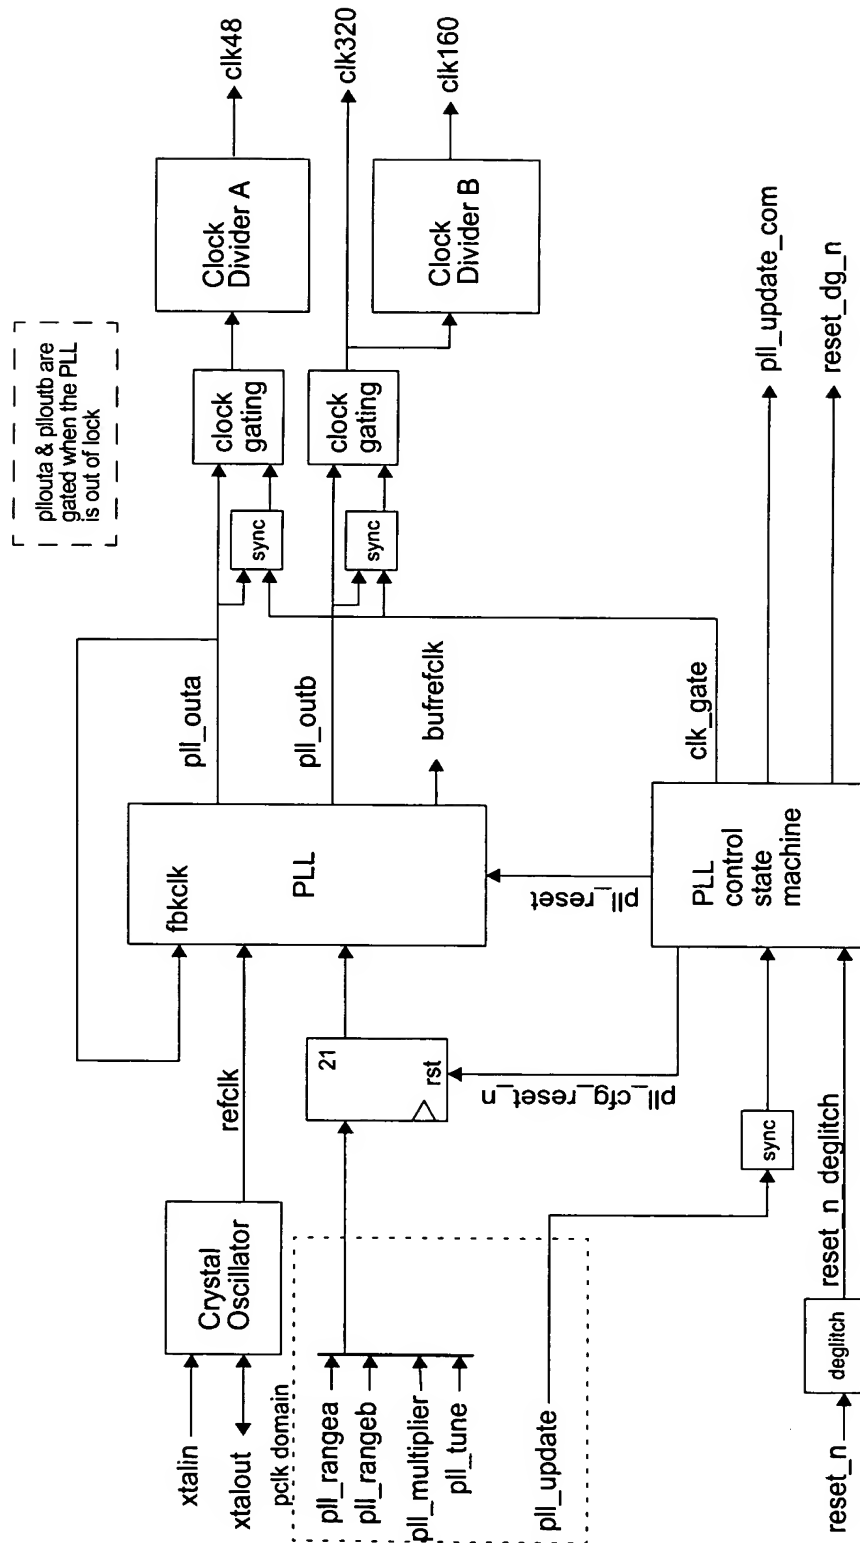 pllouta & plloutb are
gated when the PLL
is out of lock
xtalin
xtalout
Crystal
Oscillator
refclk
fbkclk
PLL
pll_outa
pll_outb
bufrefclk
sync
clock
gating
Clock
Divider A
clk48
sync
clock
gating
clk320
Clock
Divider B
clk160
pclk domain
pll_rangea
pll_rangeb
pll_multiplier
pll_tune
pll_update
21
rst
pll_cfg_reset_n
pll_reset
sync
PLL
control
state
machine
clk_gate
pll_update_com
reset_dg_n
reset_n
deglitch
reset_n_deglitch